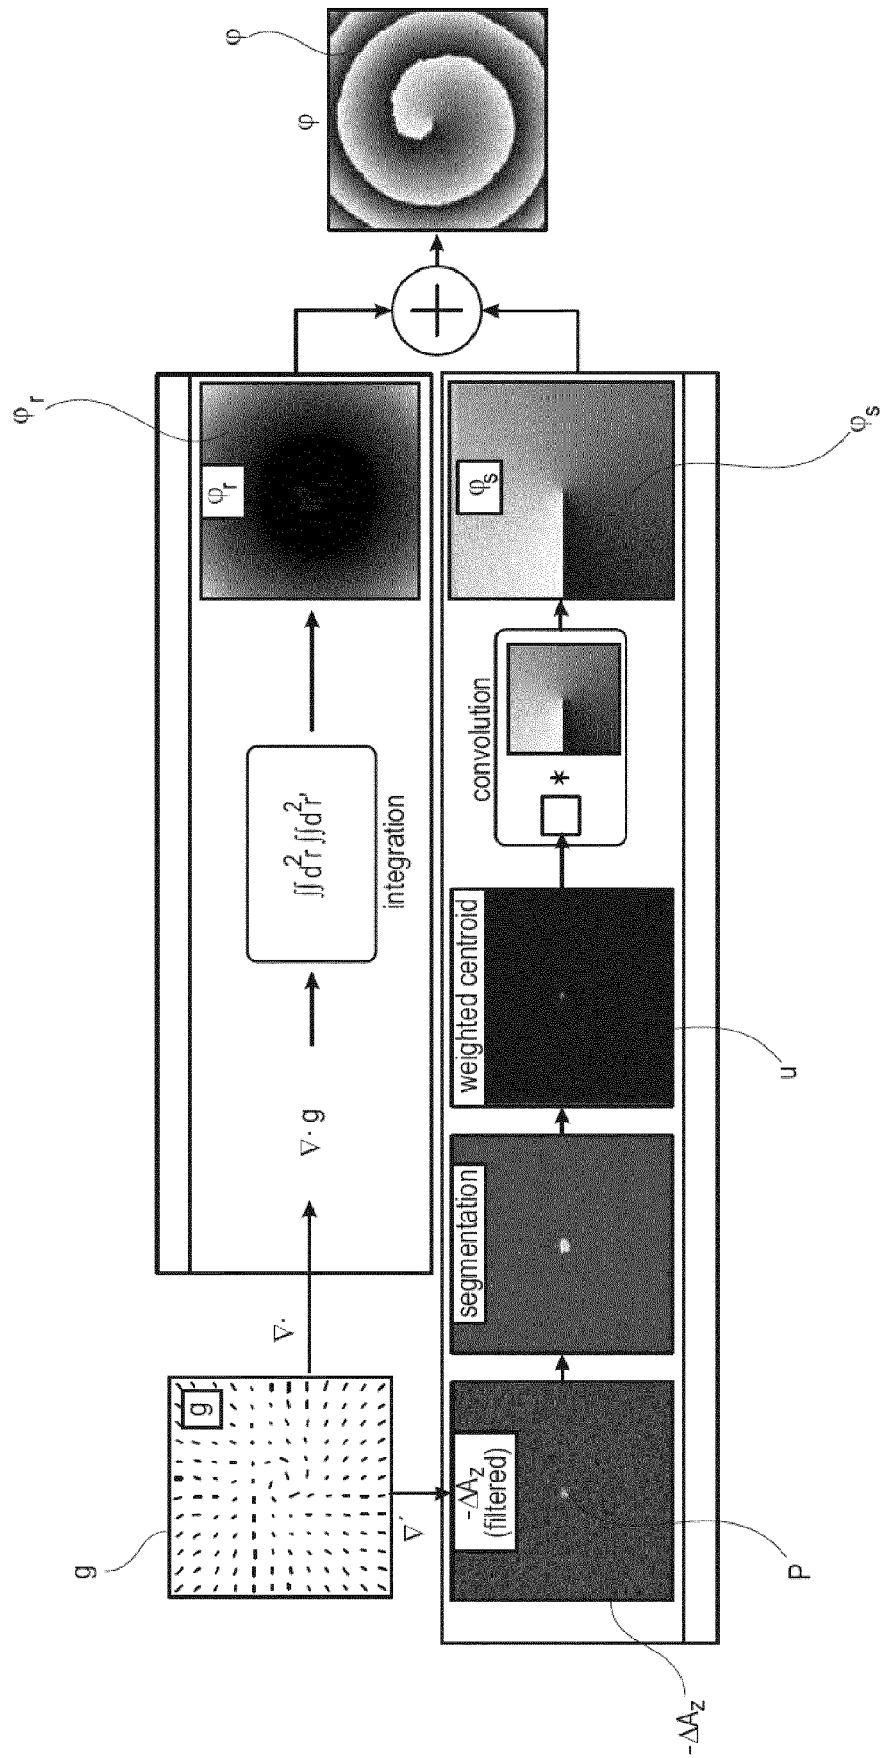 g
g
∇·
∇· g
∫∫d²r ∫∫d²r'
integration
φr
φr
∇´
-ΔAz
(filtered)
-ΔAz
P
segmentation
weighted centroid
u
convolution
*
φs
φs
+
φ
φ